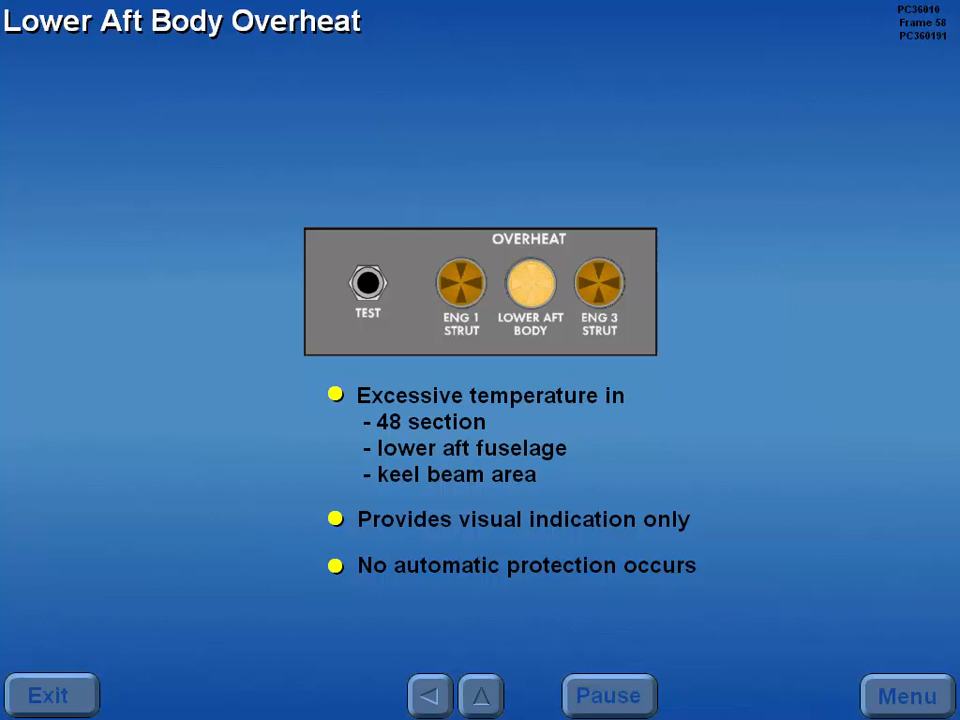 Lower Aft Body Overheat
PC36010
Frame 58
PC360191
OVERHEAT
TEST
ENG 1
STRUT
LOWER AFT
BODY
ENG 3
STRUT
Excessive temperature in
- 48 section
- lower aft fuselage
- keel beam area
Provides visual indication only
No automatic protection occurs
Exit
Pause
Menu